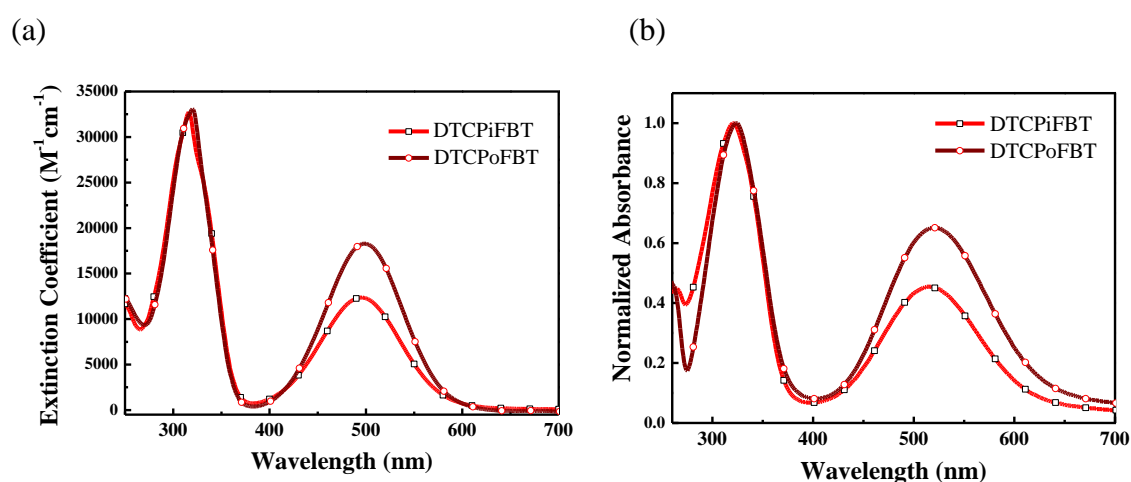 (a)
(b)
35000
30000
25000
20000
15000
10000
5000
0
Extinction Coefficient (M⁻¹ cm⁻¹)
DTCPiFBT
DTCPoFBT
300 400 500 600 700
Wavelength (nm)
1.0
0.8
0.6
0.4
0.2
0.0
Normalized Absorbance
DTCPiFBT
DTCPoFBT
300 400 500 600 700
Wavelength (nm)